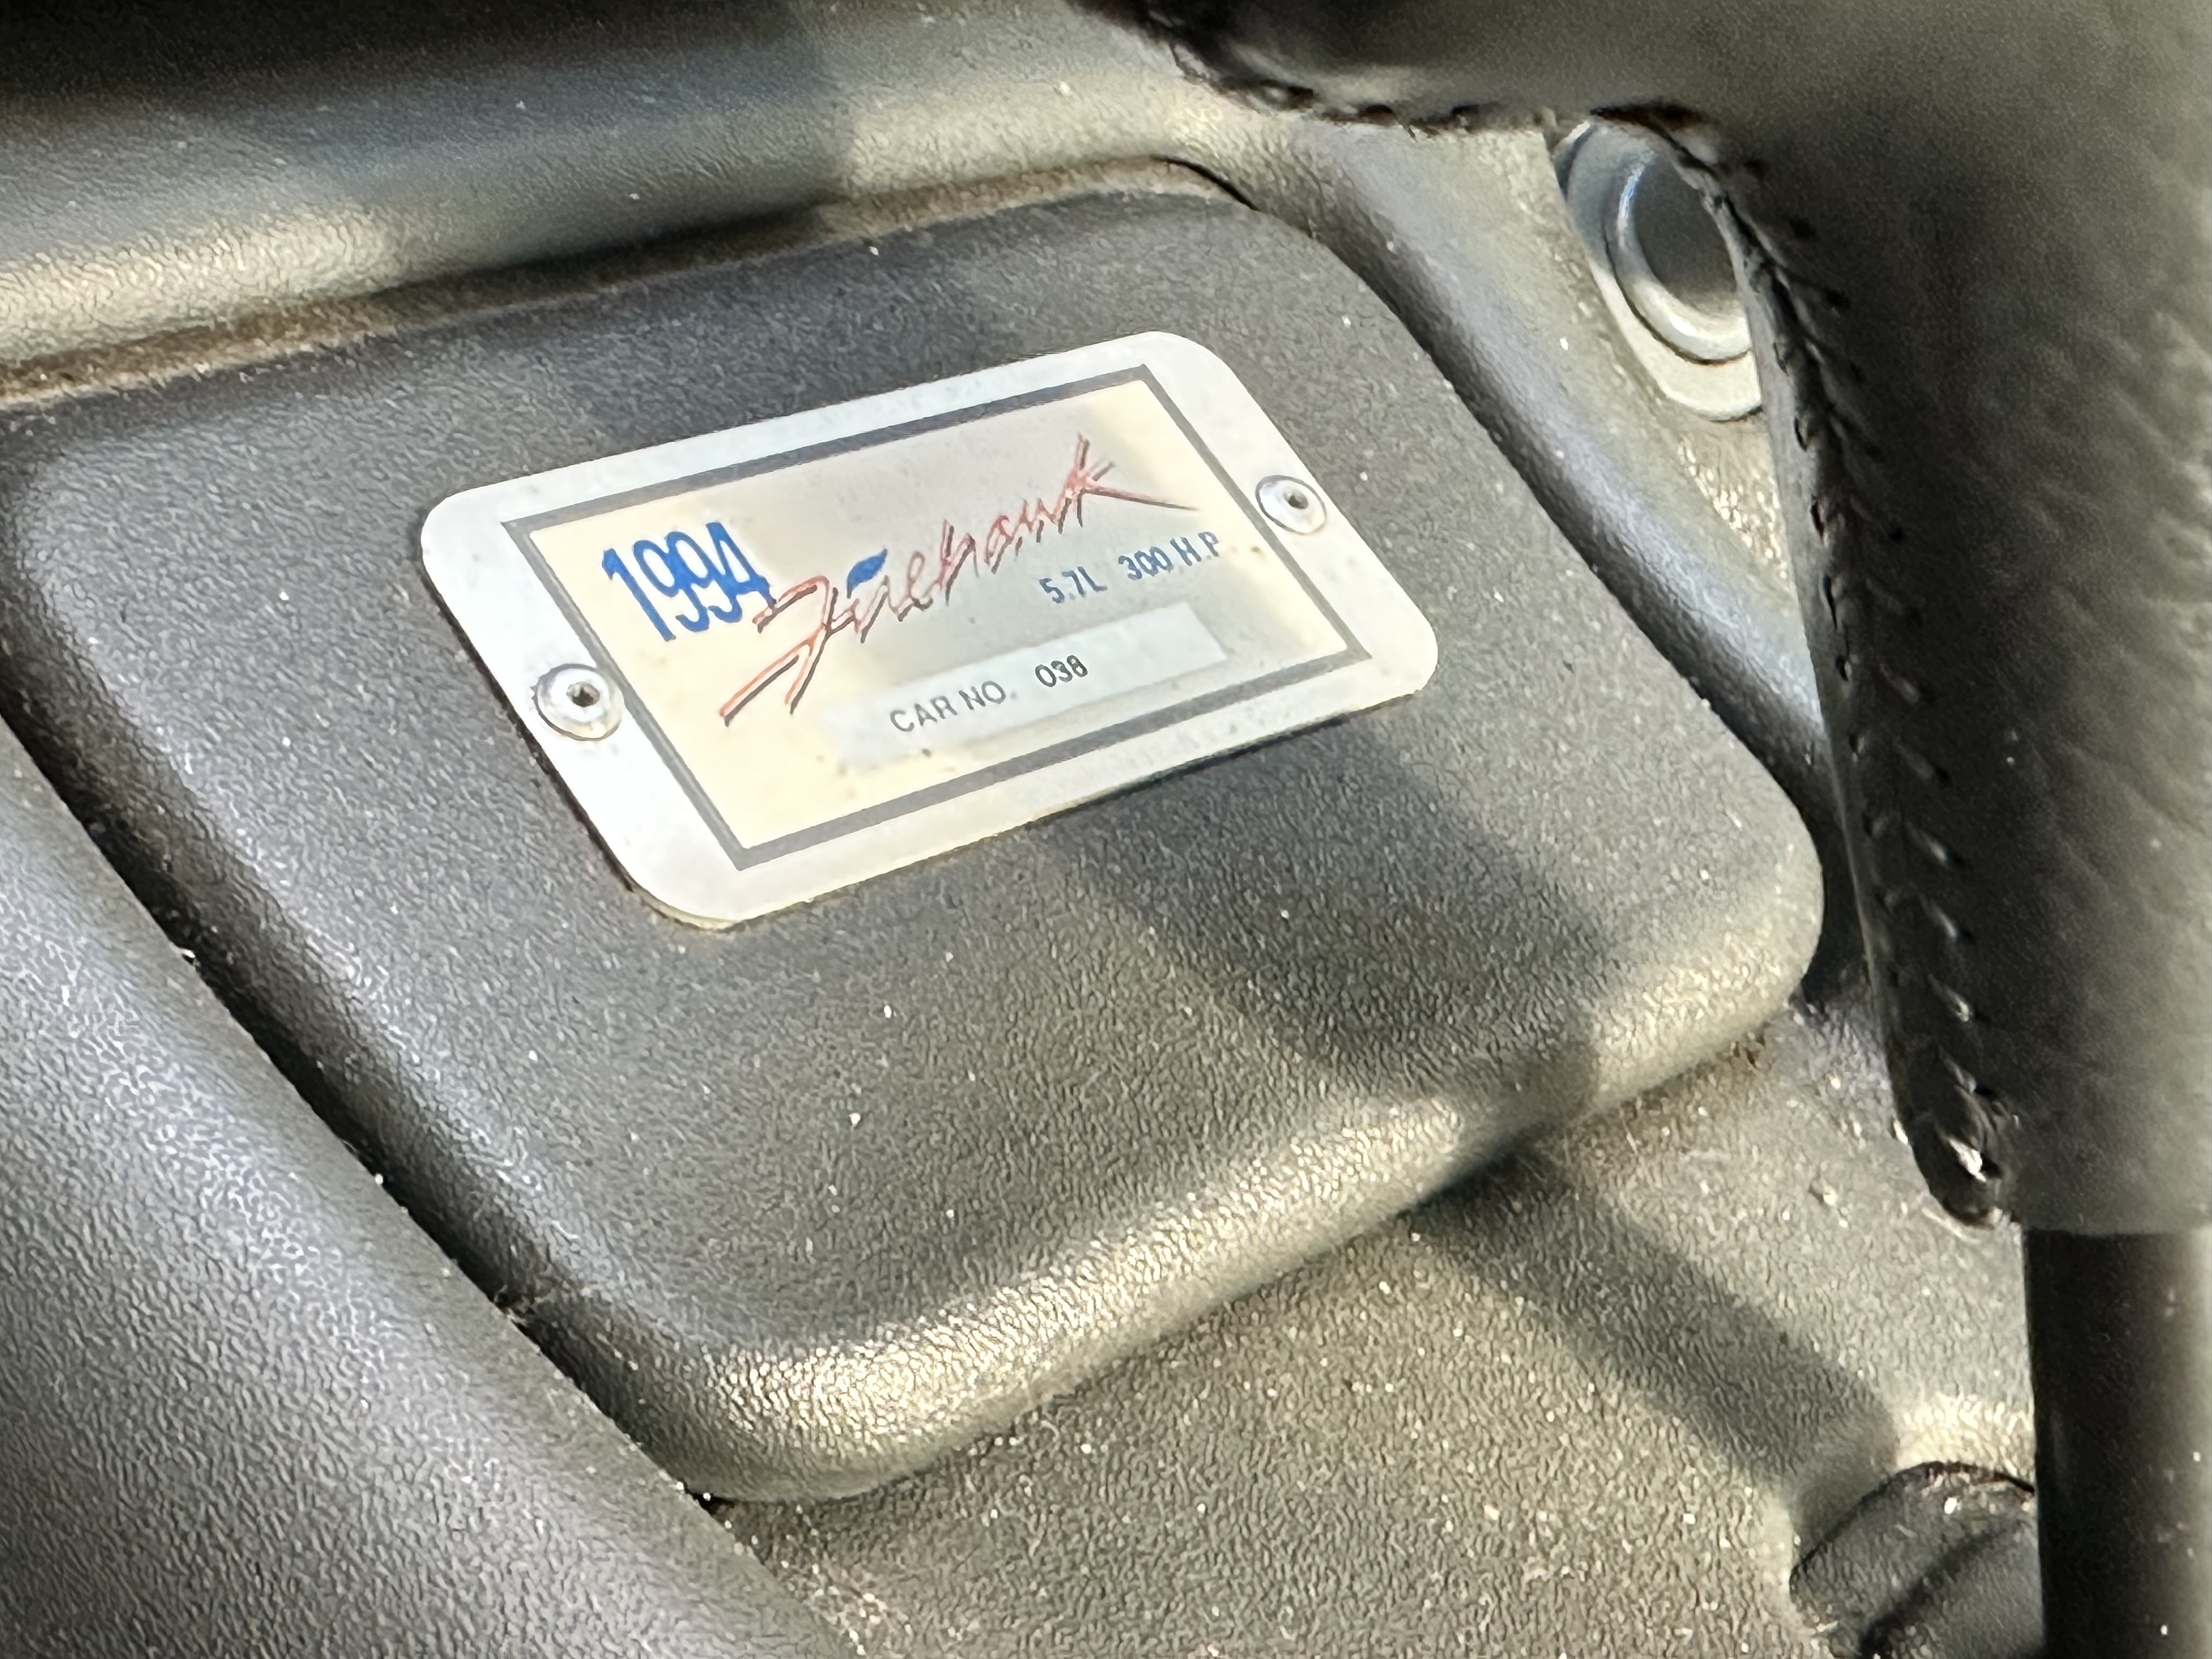 1994 Firehawk
5.7L 300 H.P
CAR NO. 038